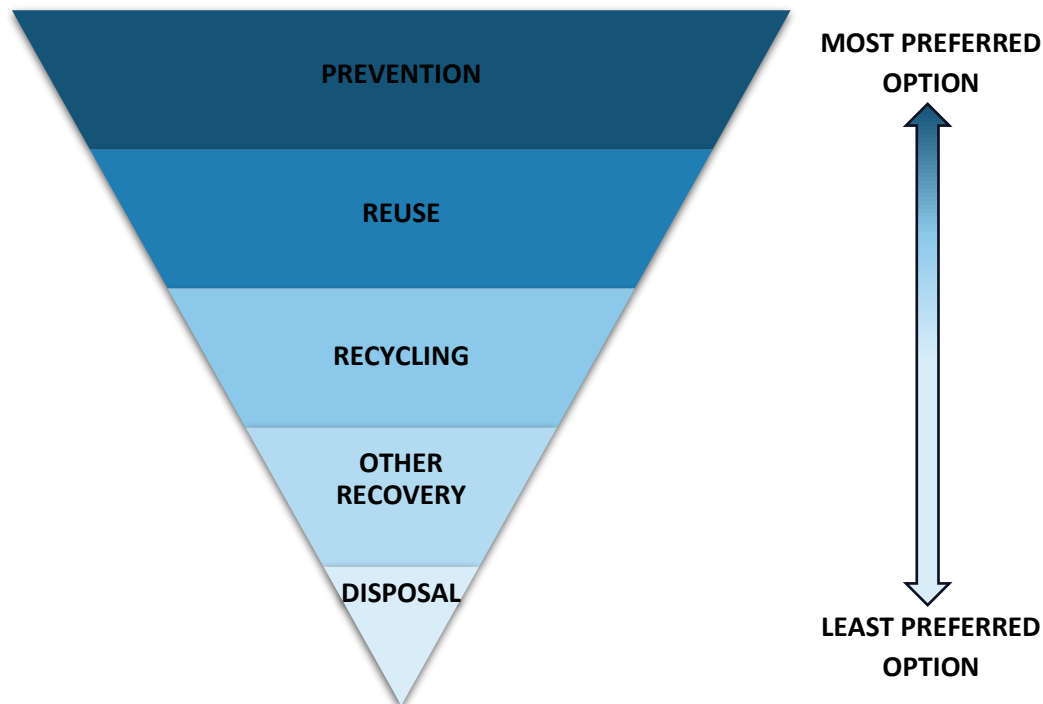 PREVENTION
REUSE
RECYCLING
OTHER
RECOVERY
DISPOSAL
MOST PREFERRED
OPTION
LEAST PREFERRED
OPTION